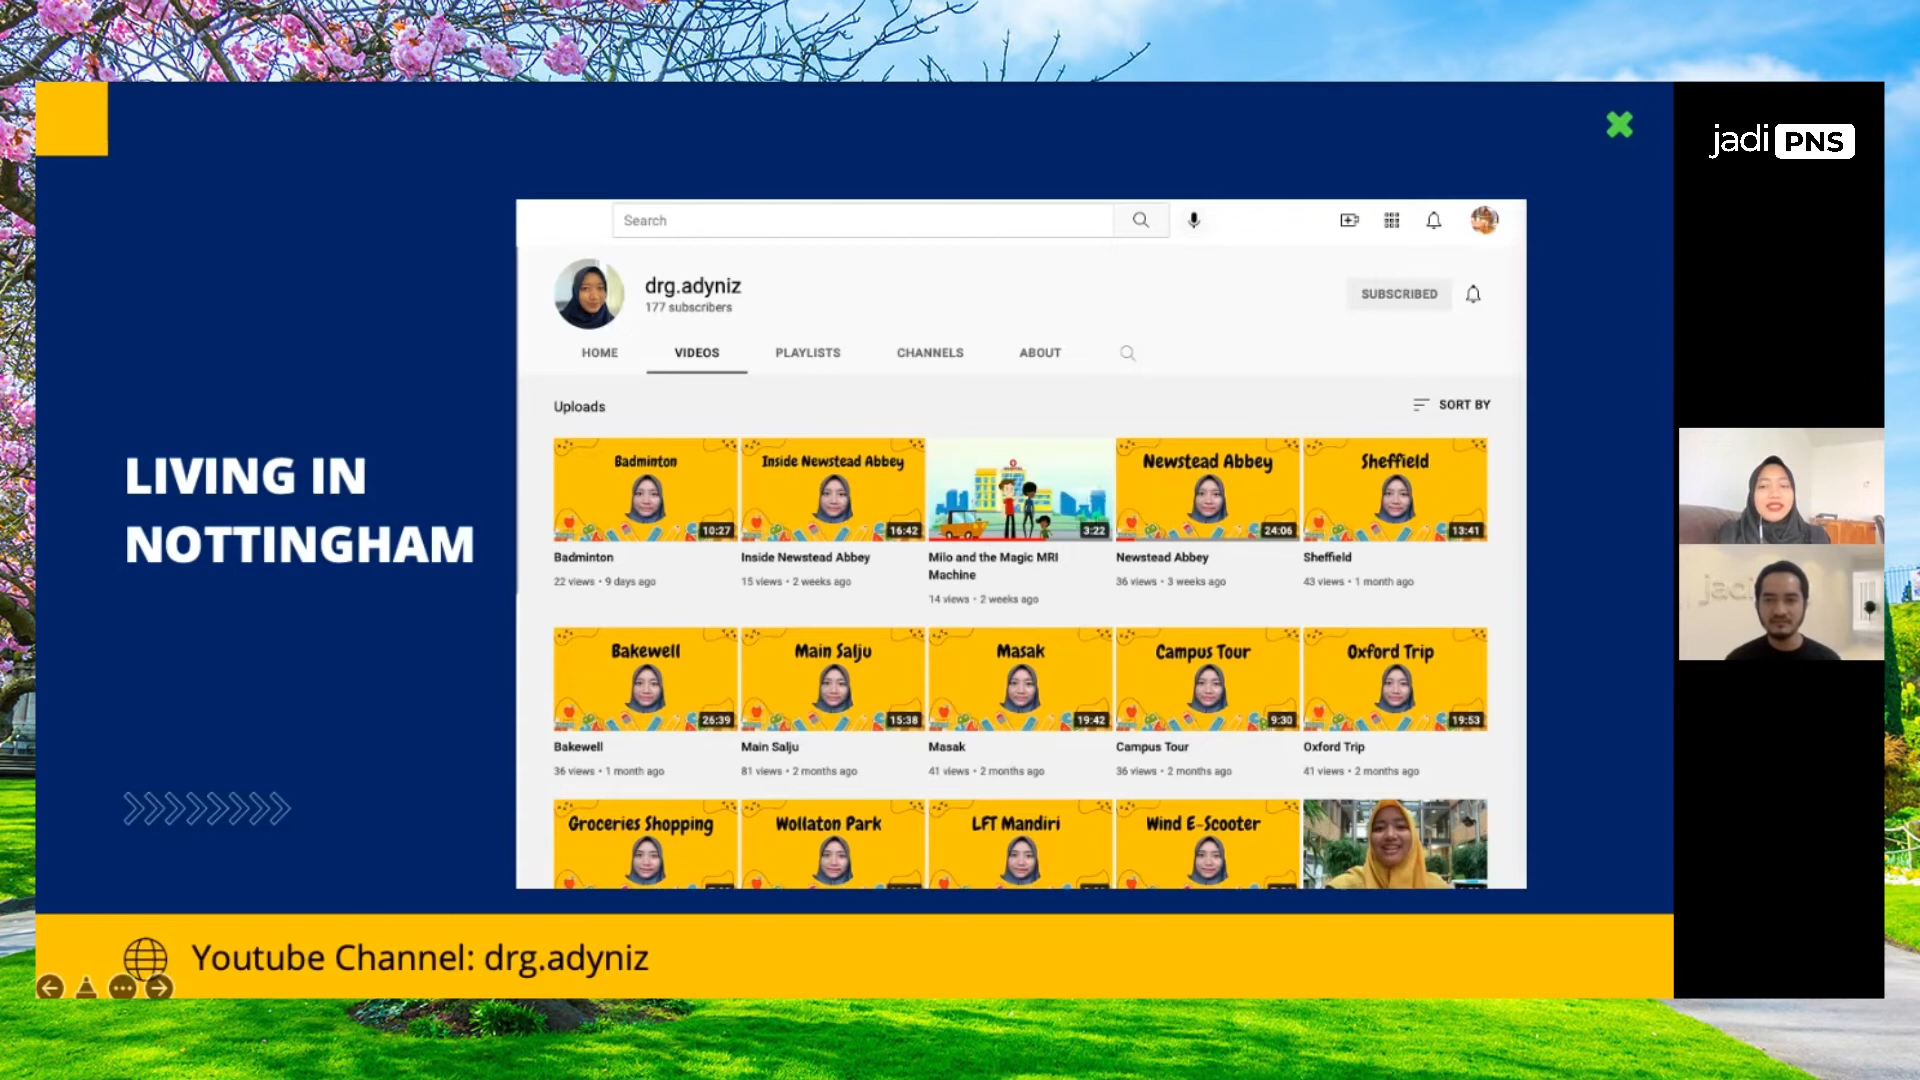 jadi PNS
Search
drg.adyniz
177 subscribers
SUBSCRIBED
HOME VIDEOS PLAYLISTS CHANNELS ABOUT
Uploads
SORT BY
LIVING IN
NOTTINGHAM
Badminton
10:27
Inside Newstead Abbey
16:42
3:22
Newstead Abbey
24:06
Sheffield
13:41
Badminton
22 views • 9 days ago
Inside Newstead Abbey
15 views • 2 weeks ago
Milo and the Magic MRI
Machine
14 views • 2 weeks ago
Newstead Abbey
36 views • 3 weeks ago
Sheffield
43 views • 1 month ago
Bakewell
26:39
Main Salju
15:38
Masak
19:42
Campus Tour
9:30
Oxford Trip
19:53
Bakewell
36 views • 1 month ago
Main Salju
81 views • 2 months ago
Masak
41 views • 2 months ago
Campus Tour
36 views • 2 months ago
Oxford Trip
41 views • 2 months ago
Groceries Shopping
Wollaton Park
LFT Mandiri
Wind E-Scooter
Youtube Channel: drg.adyniz
jadi